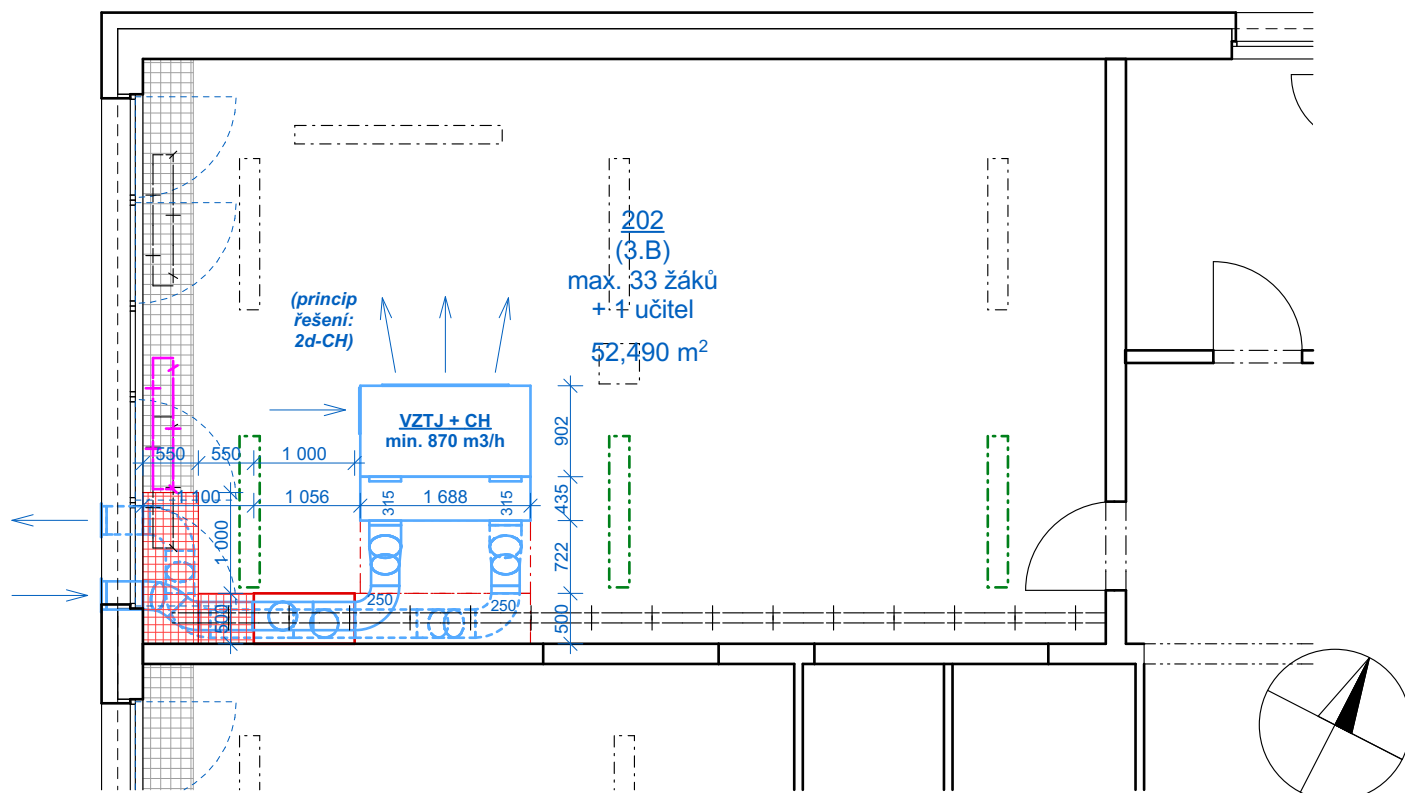 202
(3.B)
max. 33 žáků
+ 1 učitel
52,490 m²
(princip
řešení:
2d-CH)
VZTJ + CH
min. 870 m3/h
902
550
550
1 000
1 100
1 056
315
1 688
315
435
1 000
722
250
250
500
500